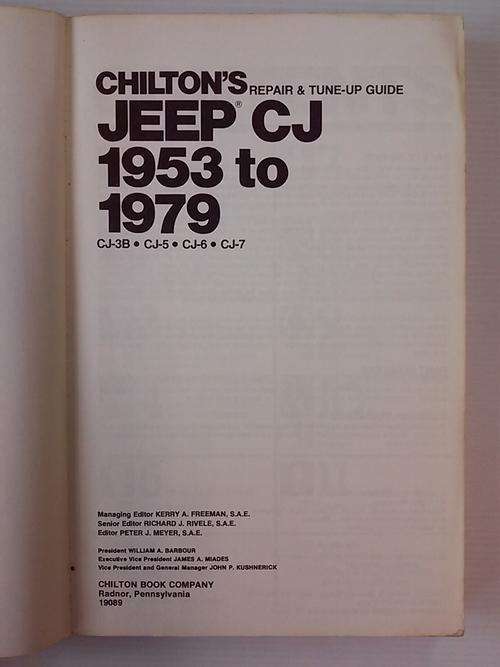 CHILTON'S REPAIR & TUNE-UP GUIDE
JEEP® CJ
1953 to
1979
CJ-3B • CJ-5 • CJ-6 • CJ-7
Managing Editor KERRY A. FREEMAN, S.A.E.
Senior Editor RICHARD J. RIVELE, S.A.E.
Editor PETER J. MEYER, S.A.E.
President WILLIAM A. BARBOUR
Executive Vice President JAMES A. MIADES
Vice President and General Manager JOHN P. KUSHNERICK
CHILTON BOOK COMPANY
Radnor, Pennsylvania
19089